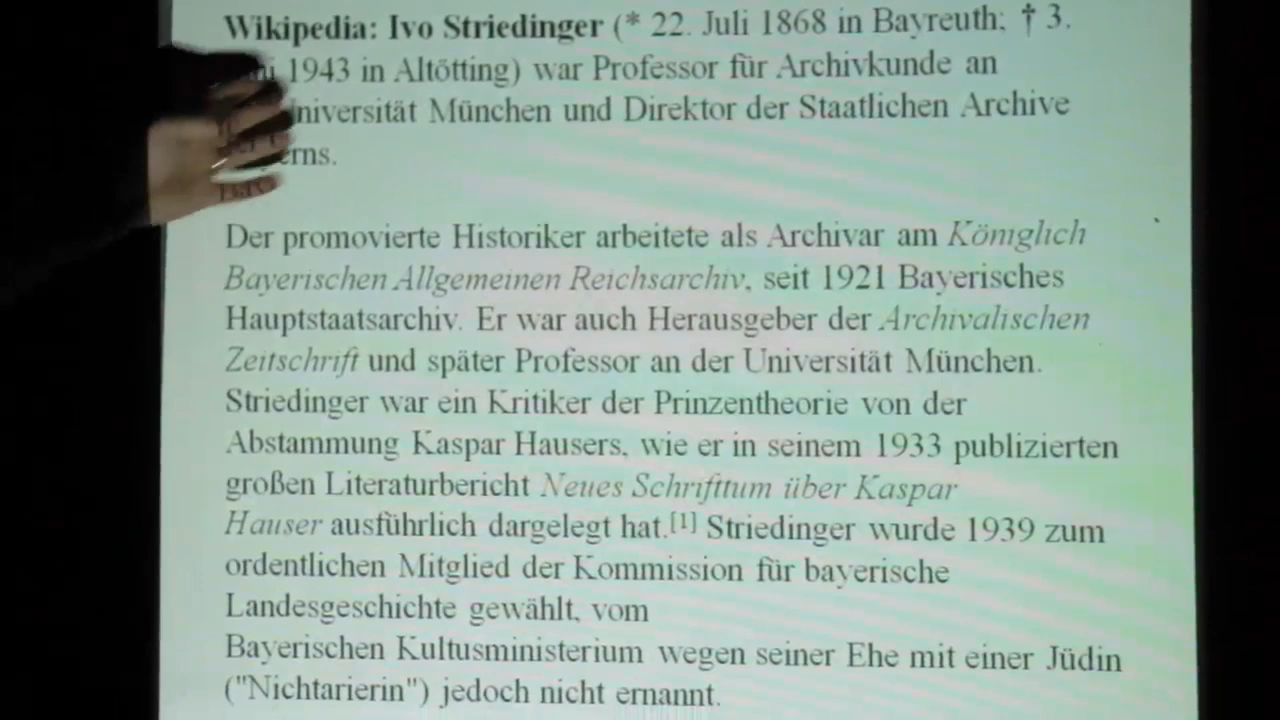 Wikipedia: Ivo Striedinger (* 22. Juli 1868 in Bayreuth; † 3.
1943 in Altötting) war Professor für Archivkunde an
niversität München und Direktor der Staatlichen Archive
erns.
Der promovierte Historiker arbeitete als Archivar am Königlich
Bayerischen Allgemeinen Reichsarchiv, seit 1921 Bayerisches
Hauptstaatsarchiv. Er war auch Herausgeber der Archivalischen
Zeitschrift und später Professor an der Universität München.
Striedinger war ein Kritiker der Prinzentheorie von der
Abstammung Kaspar Hausers, wie er in seinem 1933 publizierten
großen Literaturbericht Neues Schrifttum über Kaspar
Hauser ausführlich dargelegt hat.[1] Striedinger wurde 1939 zum
ordentlichen Mitglied der Kommission für bayerische
Landesgeschichte gewählt, vom
Bayerischen Kultusministerium wegen seiner Ehe mit einer Jüdin
("Nichtarierin") jedoch nicht ernannt.